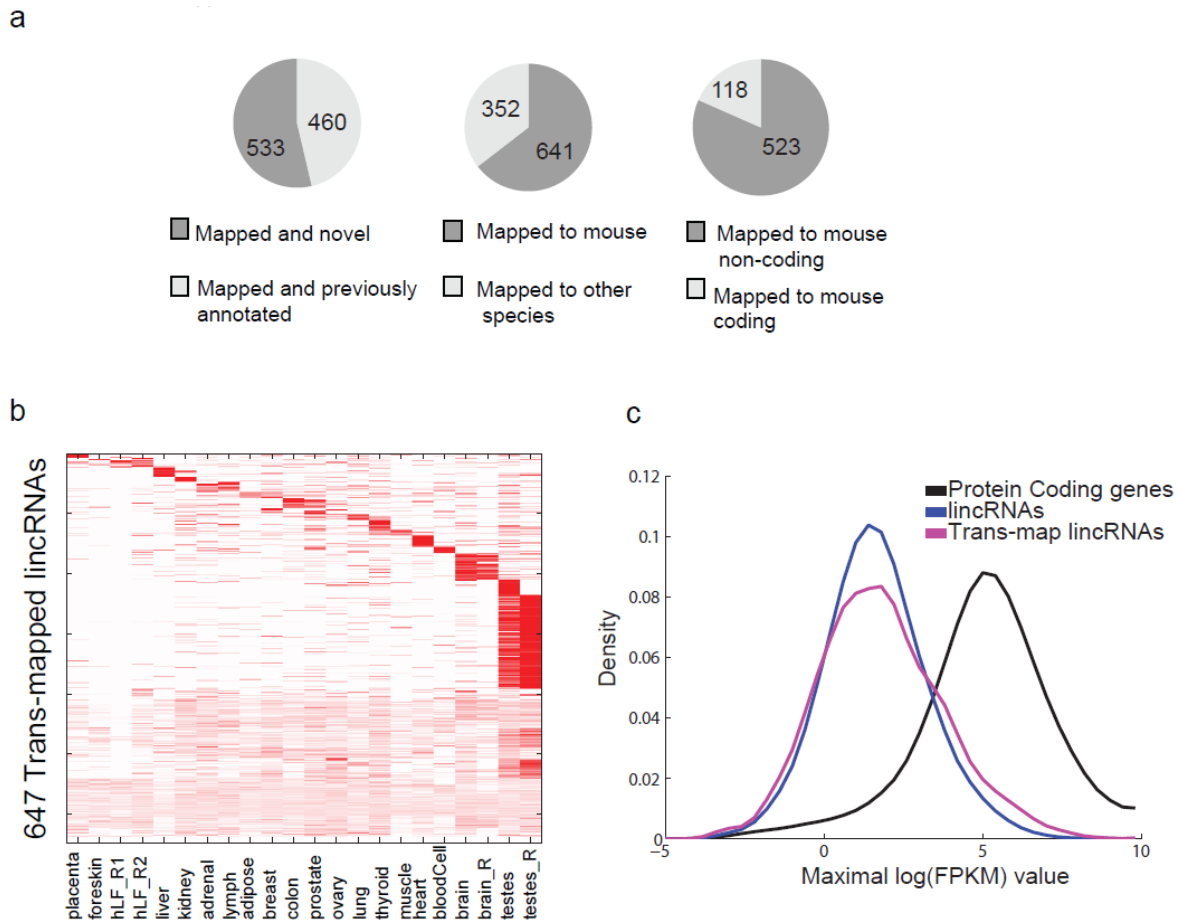 a
533
460
352
641
118
523
Mapped and novel
Mapped and previously
annotated
Mapped to mouse
Mapped to other
species
Mapped to mouse
non-coding
Mapped to mouse
coding
b
647 Trans-mapped lincRNAs
placenta
foreskin
hLF_R1
hLF_R2
liver
kidney
adrenal
lymph
adipose
breast
colon
prostate
ovary
lung
thyroid
muscle
heart
bloodCell
brain
brain_R
testes
testes_R
c
Protein Coding genes
lincRNAs
Trans-map lincRNAs
Density
0.12
0.1
0.08
0.06
0.04
0.02
0
-5
0
5
10
Maximal log(FPKM) value